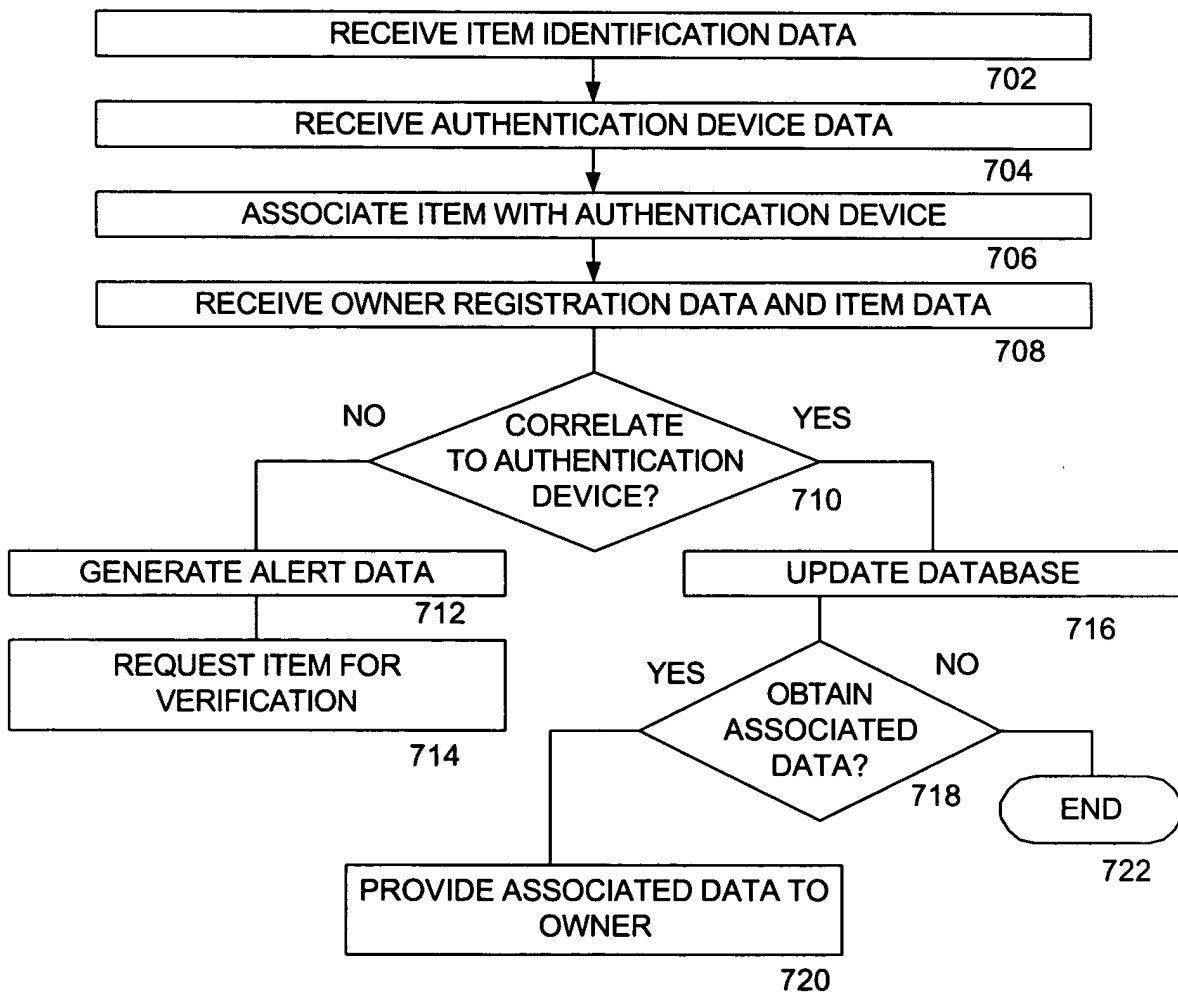 RECEIVE ITEM IDENTIFICATION DATA
702
RECEIVE AUTHENTICATION DEVICE DATA
704
ASSOCIATE ITEM WITH AUTHENTICATION DEVICE
706
RECEIVE OWNER REGISTRATION DATA AND ITEM DATA
708
NO
YES
CORRELATE
TO AUTHENTICATION
DEVICE?
710
GENERATE ALERT DATA
712
REQUEST ITEM FOR
VERIFICATION
714
UPDATE DATABASE
716
YES
NO
OBTAIN
ASSOCIATED
DATA?
718
END
722
PROVIDE ASSOCIATED DATA TO
OWNER
720